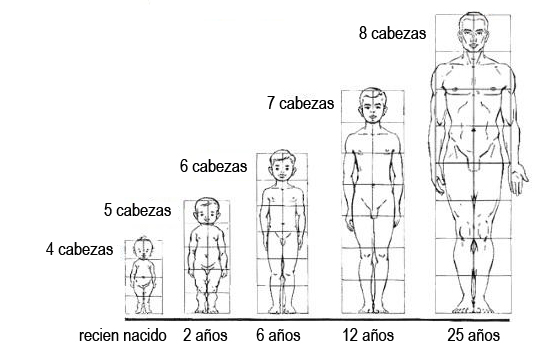 8 cabezas
7 cabezas
6 cabezas
5 cabezas
4 cabezas
recien nacido
2 años
6 años
12 años
25 años